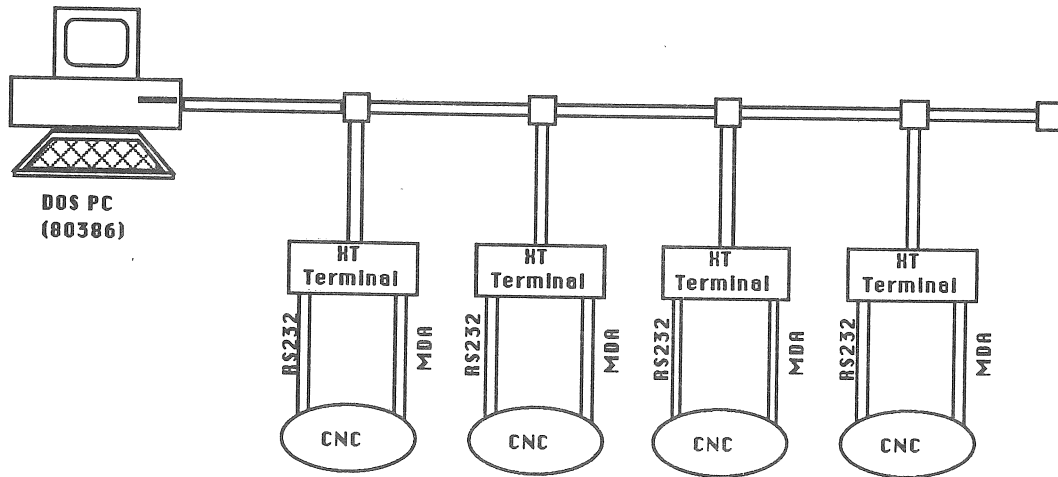 DOS PC
(80386)
XT
Terminal
XT
Terminal
XT
Terminal
XT
Terminal
RS232
MDA
RS232
MDA
RS232
MDA
RS232
MDA
CNC
CNC
CNC
CNC